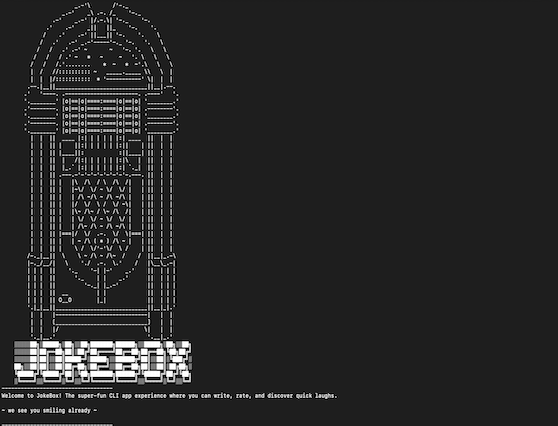 JOKEBOX
Welcome to JokeBox! The super-fun CLI app experience where you can write, rate, and discover quick laughs.
~ we see you smiling already ~